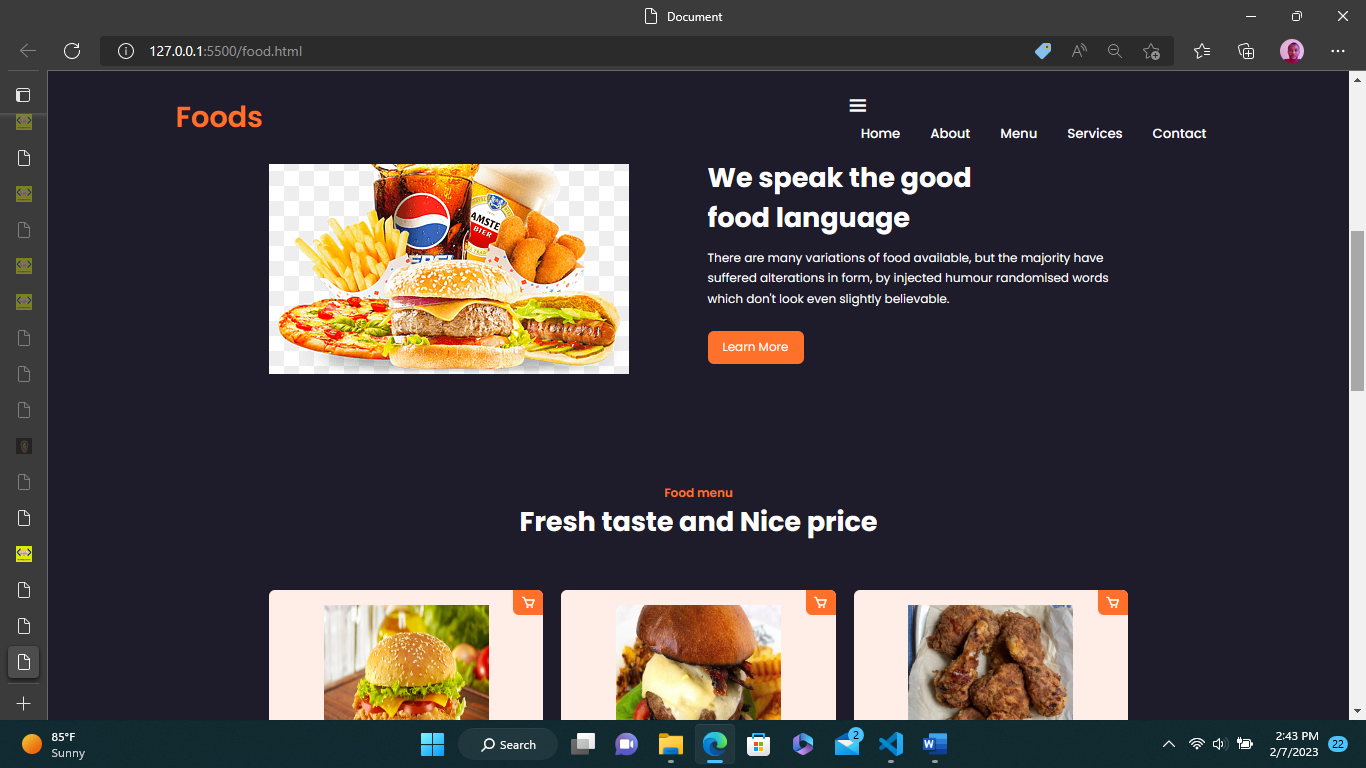 Document
127.0.0.1:5500/food.html
Foods
Home About Menu Services Contact
We speak the good
food language
There are many variations of food available, but the majority have
suffered alterations in form, by injected humour randomised words
which don't look even slightly believable.
Learn More
PEPSI
AMSTE
BIER
Food menu
Fresh taste and Nice price
85°F
Sunny
Search
2
2:43 PM
2/7/2023
22